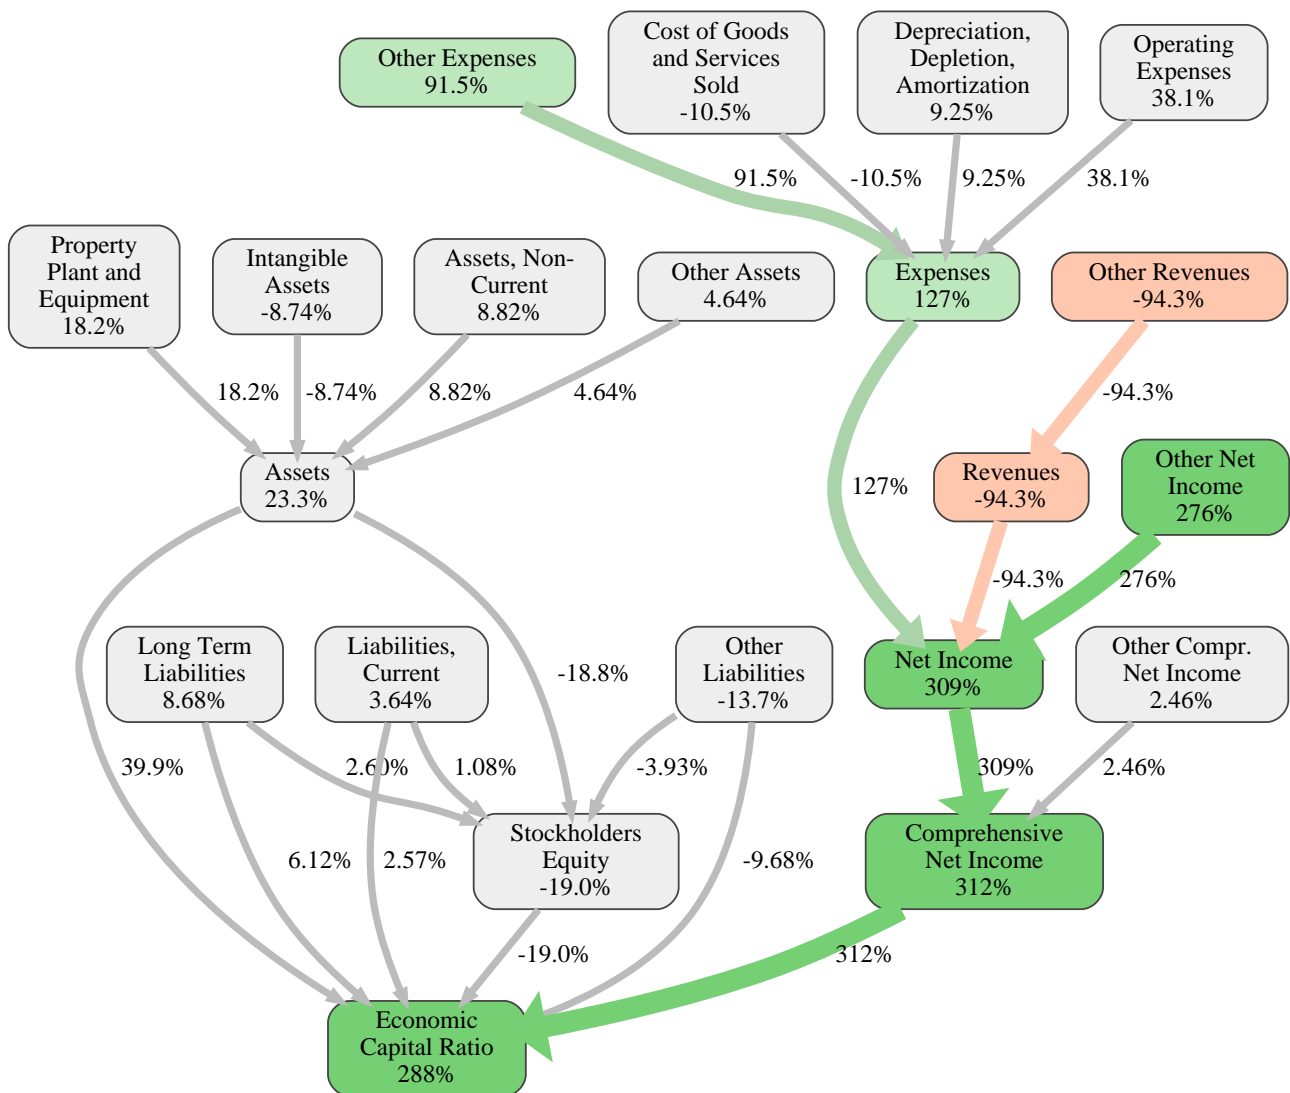 Other Expenses
91.5%
Cost of Goods
and Services
Sold
-10.5%
Depreciation,
Depletion,
Amortization
9.25%
Operating
Expenses
38.1%
91.5%
-10.5%
9.25%
38.1%
Property
Plant and
Equipment
18.2%
Intangible
Assets
-8.74%
Assets, Non-
Current
8.82%
Other Assets
4.64%
Expenses
127%
Other Revenues
-94.3%
18.2%
-8.74%
8.82%
4.64%
-94.3%
Assets
23.3%
127%
Revenues
-94.3%
Other Net
Income
276%
-94.3%
276%
Long Term
Liabilities
8.68%
Liabilities,
Current
3.64%
-18.8%
Other
Liabilities
-13.7%
Net Income
309%
Other Compr.
Net Income
2.46%
39.9%
2.60%
1.08%
-3.93%
309%
2.46%
6.12%
2.57%
Stockholders
Equity
-19.0%
-9.68%
Comprehensive
Net Income
312%
-19.0%
312%
Economic
Capital Ratio
288%